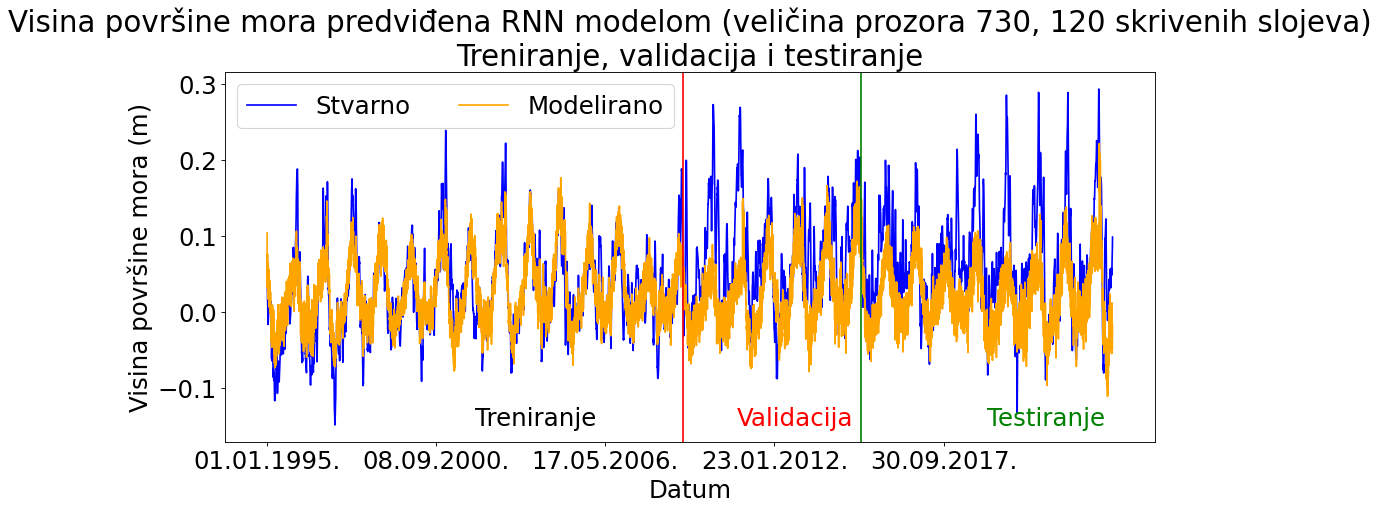 Visina površine mora predviđena RNN modelom (veličina prozora 730, 120 skrivenih slojeva)
Treniranje, validacija i testiranje
Stvarno
Modelirano
Visina površine mora (m)
0.3
0.2
0.1
0.0
−0.1
Treniranje
Validacija
Testiranje
01.01.1995.
08.09.2000.
17.05.2006.
23.01.2012.
30.09.2017.
Datum